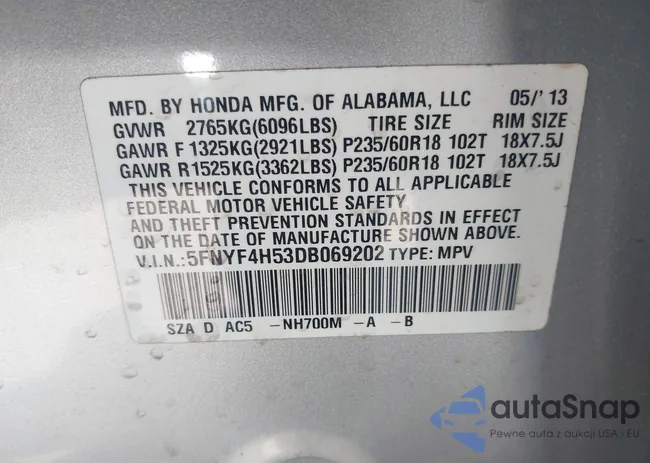 MFD. BY HONDA MFG. OF ALABAMA, LLC 05/'13
GVWR 2765KG(6096LBS) TIRE SIZE RIM SIZE
GAWR F 1325KG(2921LBS) P235/60R18 102T 18X7.5J
GAWR R1525KG(3362LBS) P235/60R18 102T 18X7.5J
THIS VEHICLE CONFORMS TO ALL APPLICABLE
FEDERAL MOTOR VEHICLE SAFETY
AND THEFT PREVENTION STANDARDS IN EFFECT
ON THE DATE OF MANUFACTURE SHOWN ABOVE.
V.I.N.:5FNYF4H53DB069202 TYPE: MPV
SZA D AC5 -NH700M -A -B
autoSnap
Pewne auta z aukcji USA i EU